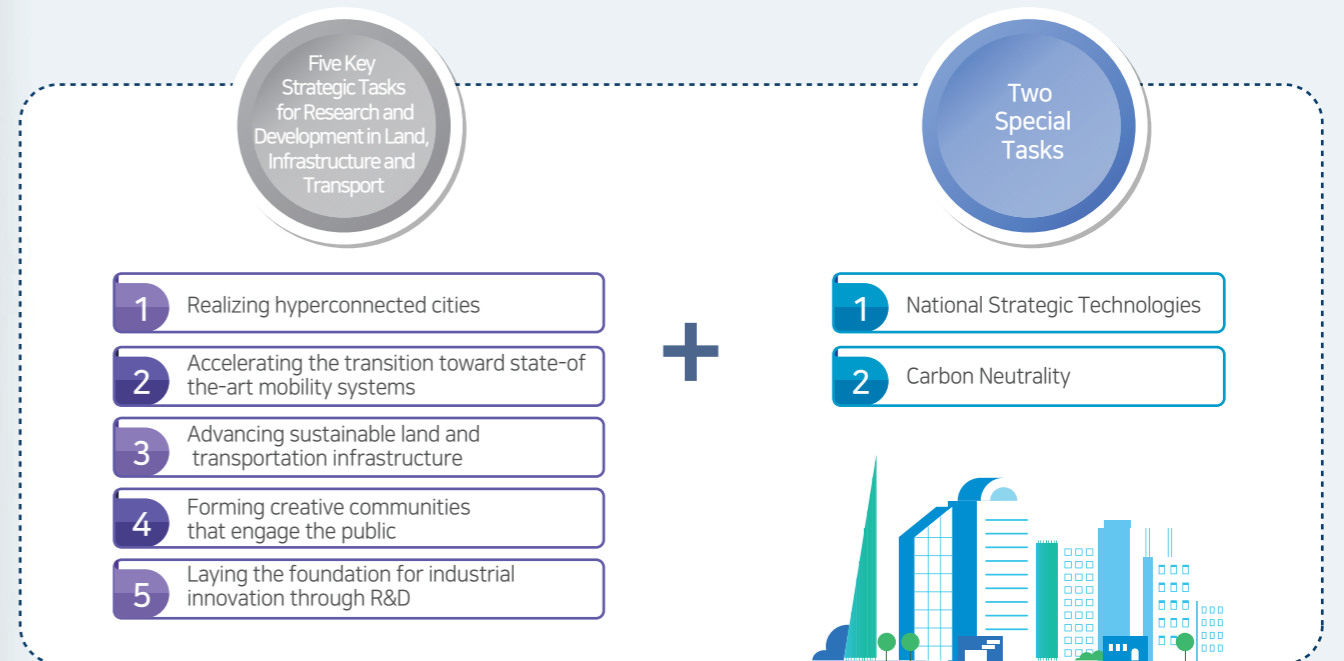 Five Key
Strategic Tasks
for Research and
Development in Land,
Infrastructure and
Transport
1
Realizing hyperconnected cities
2
Accelerating the transition toward state-of
the-art mobility systems
3
Advancing sustainable land and
transportation infrastructure
4
Forming creative communities
that engage the public
5
Laying the foundation for industrial
innovation through R&D
+
Two
Special
Tasks
1
National Strategic Technologies
2
Carbon Neutrality